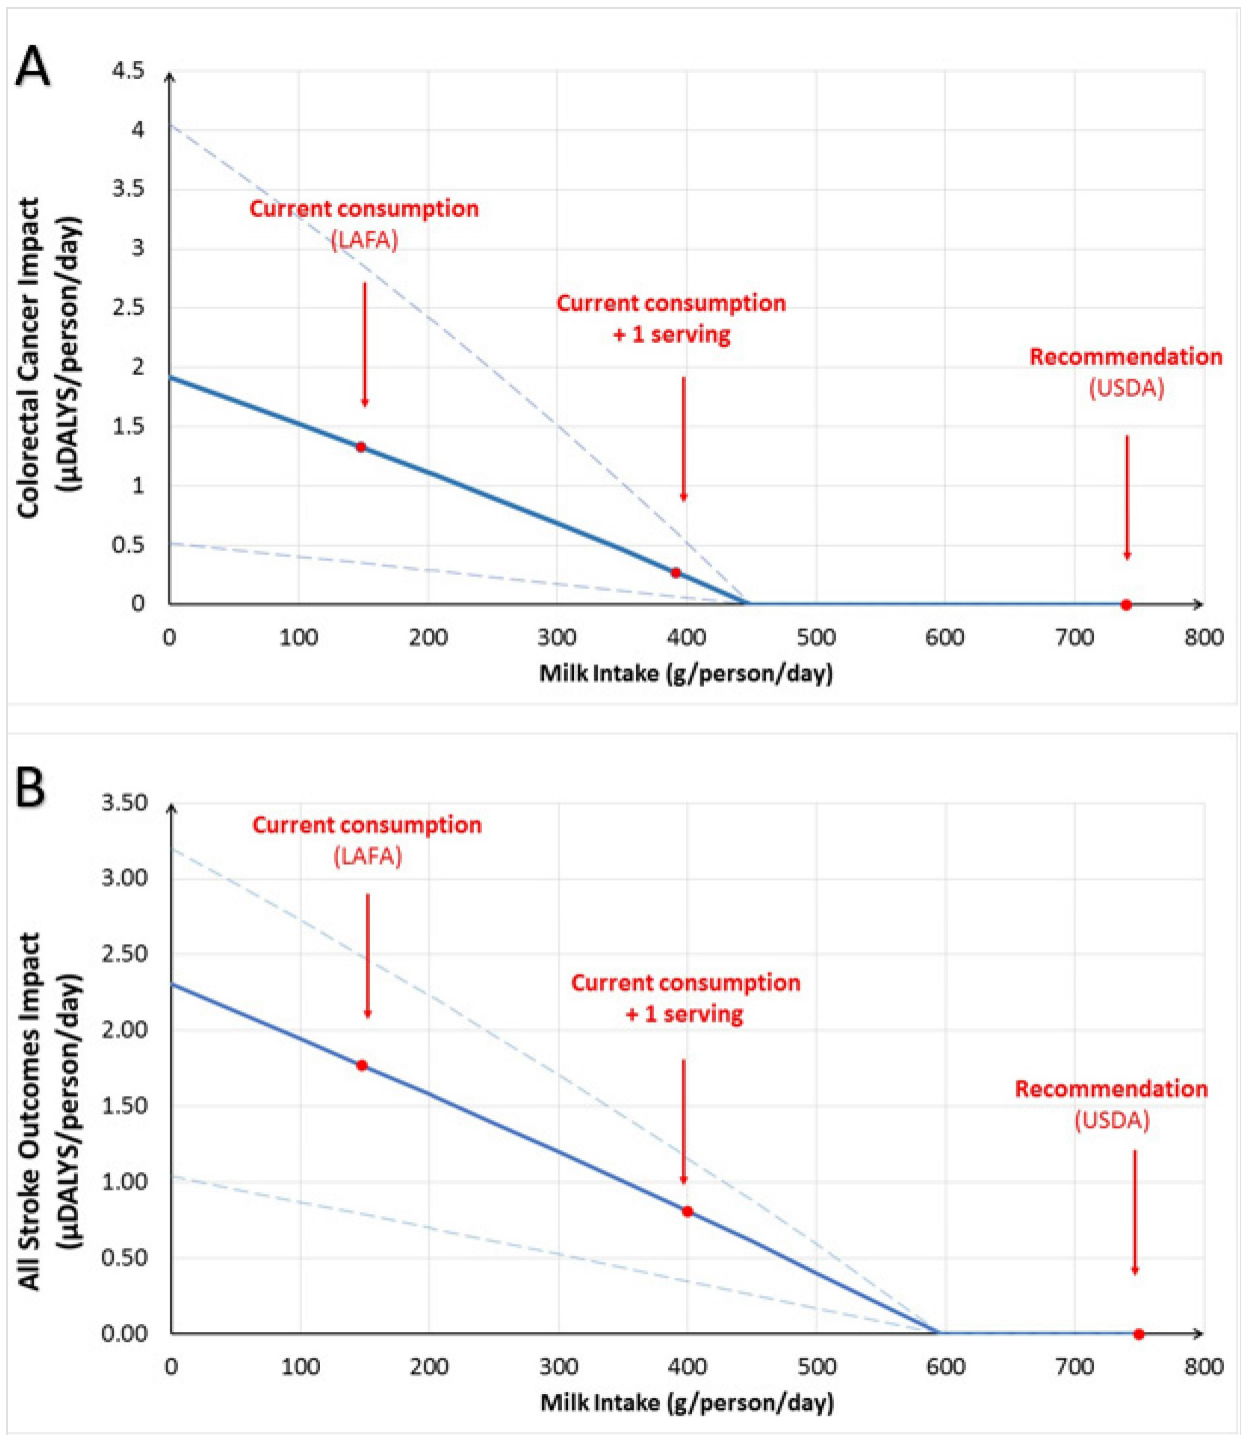 A
4.5
4
3.5
3
2.5
2
1.5
1
0.5
0
Colorectal Cancer Impact
(µDALYS/person/day)
Current consumption
(LAFA)
Current consumption
+ 1 serving
Recommendation
(USDA)
0 100 200 300 400 500 600 700 800
Milk Intake (g/person/day)
B
3.50
3.00
2.50
2.00
1.50
1.00
0.50
0.00
All Stroke Outcomes Impact
(µDALYS/person/day)
Current consumption
(LAFA)
Current consumption
+ 1 serving
Recommendation
(USDA)
0 100 200 300 400 500 600 700 800
Milk Intake (g/person/day)